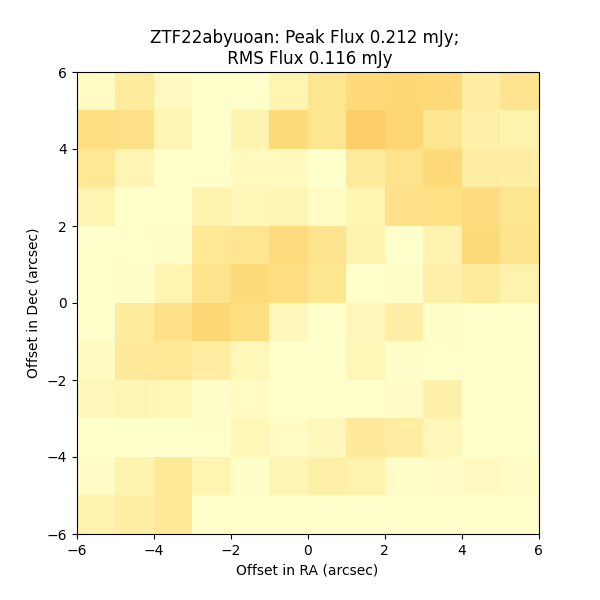 ZTF22abyuoan: Peak Flux 0.212 mJy;
RMS Flux 0.116 mJy
6
4
2
0
−2
−4
−6
Offset in Dec (arcsec)
−6 −4 −2 0 2 4 6
Offset in RA (arcsec)